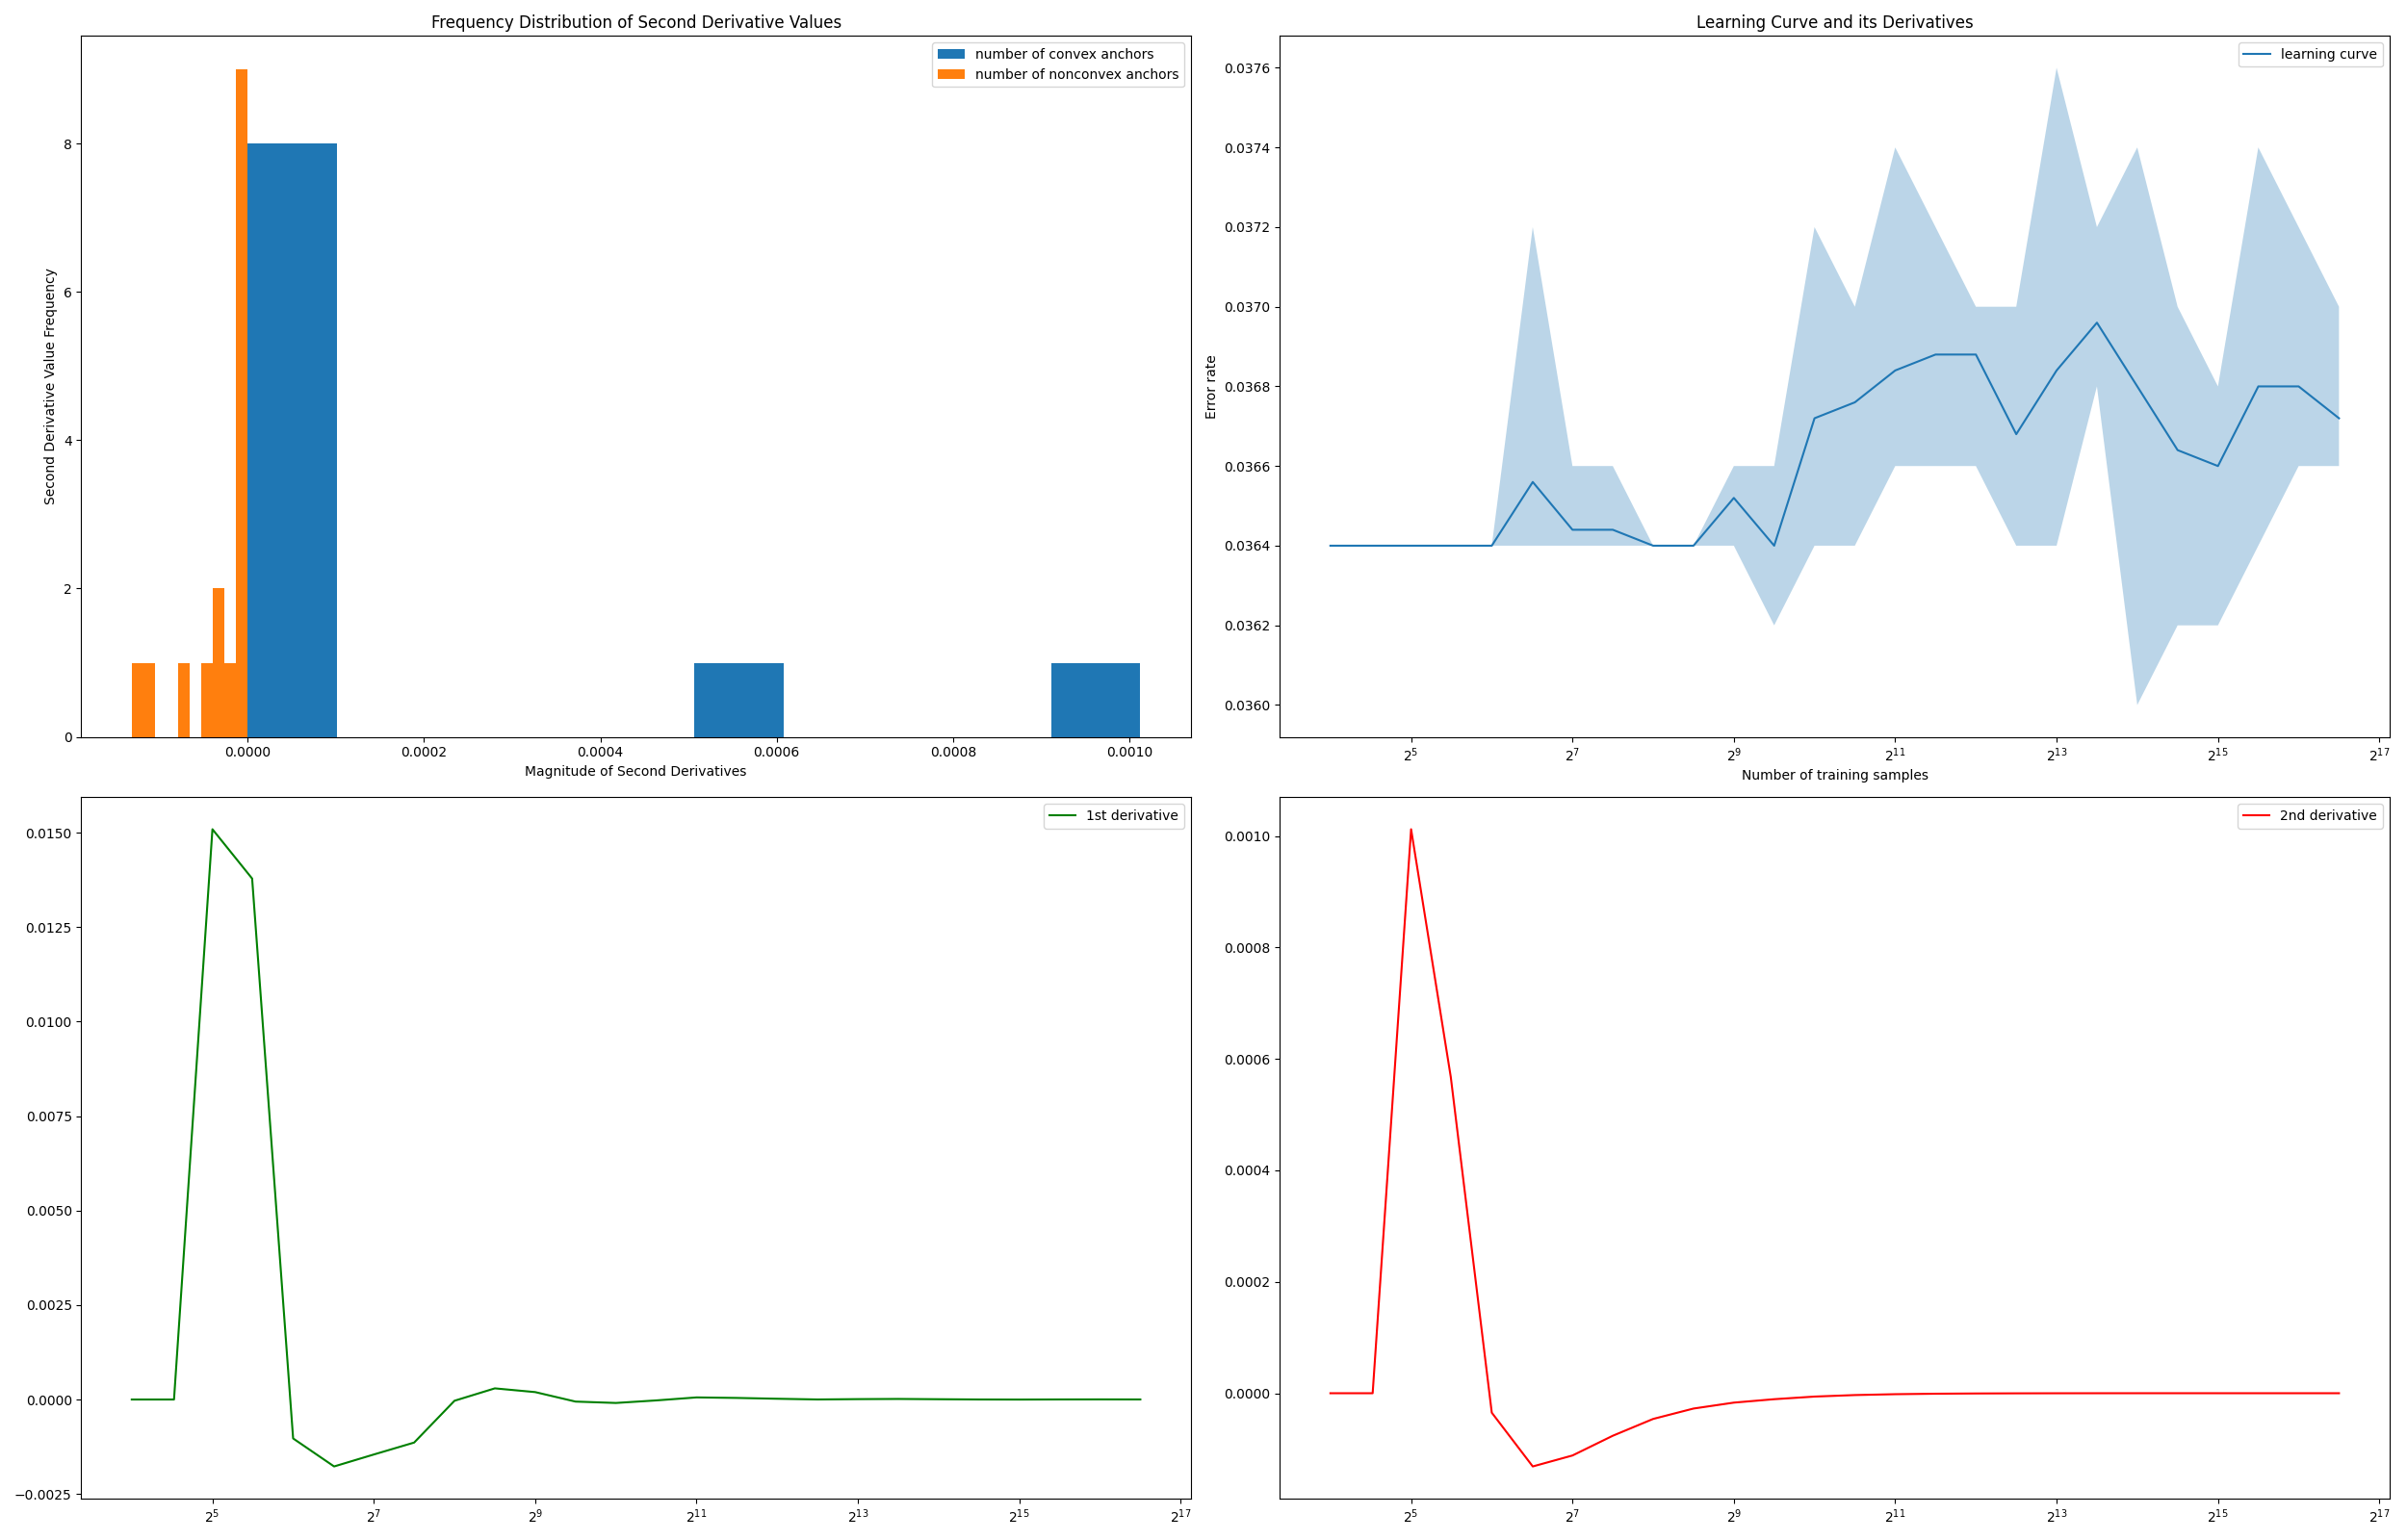 Frequency Distribution of Second Derivative Values
number of convex anchors
number of nonconvex anchors
8
6
4
2
0
Second Derivative Value Frequency
0.0000 0.0002 0.0004 0.0006 0.0008 0.0010
Magnitude of Second Derivatives
Learning Curve and its Derivatives
learning curve
0.0376
0.0374
0.0372
0.0370
0.0368
0.0366
0.0364
0.0362
0.0360
Error rate
2^5 2^7 2^9 2^11 2^13 2^15 2^17
Number of training samples
1st derivative
0.0150
0.0125
0.0100
0.0075
0.0050
0.0025
0.0000
−0.0025
2^5 2^7 2^9 2^11 2^13 2^15 2^17
2nd derivative
0.0010
0.0008
0.0006
0.0004
0.0002
0.0000
2^5 2^7 2^9 2^11 2^13 2^15 2^17